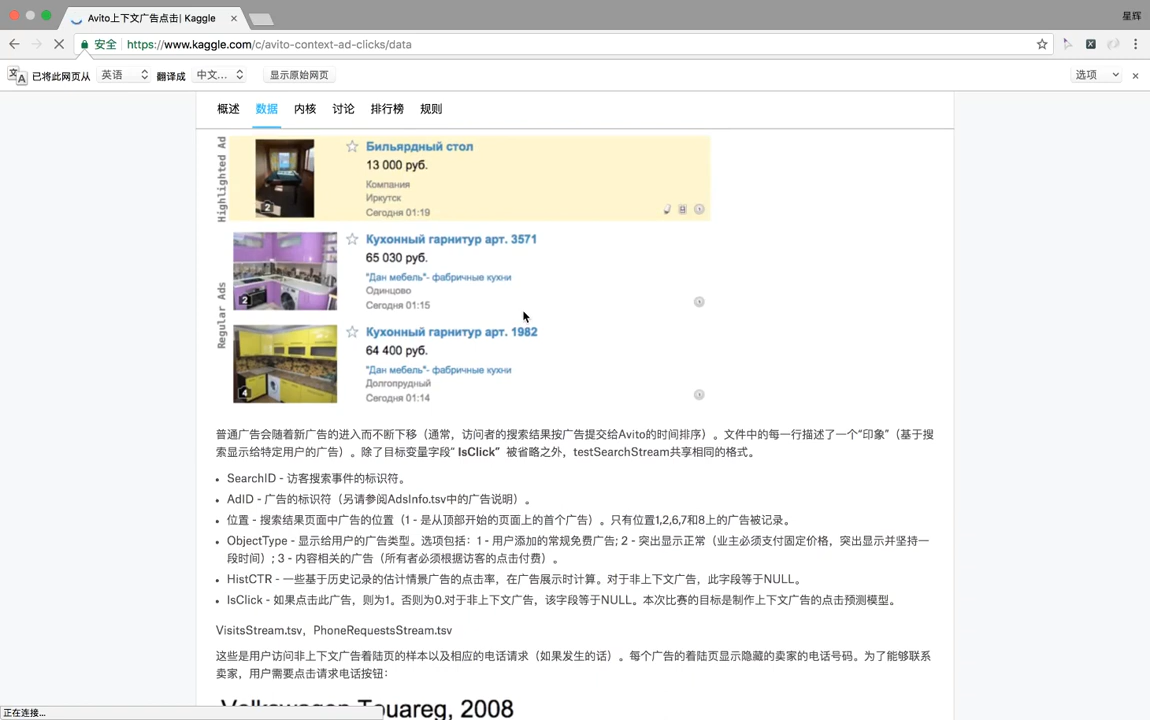 Avito上下文广告点击| Kaggle
星辉
安全 https://www.kaggle.com/c/avito-context-ad-clicks/data
已将此网页从 英语 翻译成 中文... 显示原始网页 选项
概述 数据 内核 讨论 排行榜 规则
Highlighted Ad
Бильярдный стол
13 000 руб.
Компания
Иркутск
Сегодня 01:19
2
Regular Ads
Кухонный гарнитур арт. 3571
65 030 руб.
"Дан мебель"- фабричные кухни
Одинцово
Сегодня 01:15
2
Кухонный гарнитур арт. 1982
64 400 руб.
"Дан мебель"- фабричные кухни
Долгопрудный
Сегодня 01:14
4
普通广告会随着新广告的进入而不断下移（通常，访问者的搜索结果按广告提交给Avito的时间排序）。文件中的每一行描述了一个“印象”（基于搜
索显示给特定用户的广告）。除了目标变量字段“ IsClick” 被省略之外，testSearchStream共享相同的格式。
• SearchID - 访客搜索事件的标识符。
• AdID - 广告的标识符（另请参阅AdsInfo.tsv中的广告说明）。
• 位置 - 搜索结果页面中广告的位置（1 - 是从顶部开始的页面上的首个广告）。只有位置1,2,6,7和8上的广告被记录。
• ObjectType - 显示给用户的广告类型。选项包括：1 - 用户添加的常规免费广告; 2 - 突出显示正常（业主必须支付固定价格，突出显示并坚持一
段时间）; 3 - 内容相关的广告（所有者必须根据访客的点击付费）。
• HistCTR - 一些基于历史记录的估计情景广告的点击率，在广告展示时计算。对于非上下文广告，此字段等于NULL。
• IsClick - 如果点击此广告，则为1。否则为0.对于非上下文广告，该字段等于NULL。本次比赛的目标是制作上下文广告的点击预测模型。
VisitsStream.tsv，PhoneRequestsStream.tsv
这些是用户访问非上下文广告着陆页的样本以及相应的电话请求（如果发生的话）。每个广告的着陆页显示隐藏的卖家的电话号码。为了能够联系
卖家，用户需要点击请求电话按钮：
Volkswagen Touareg, 2008
正在连接...